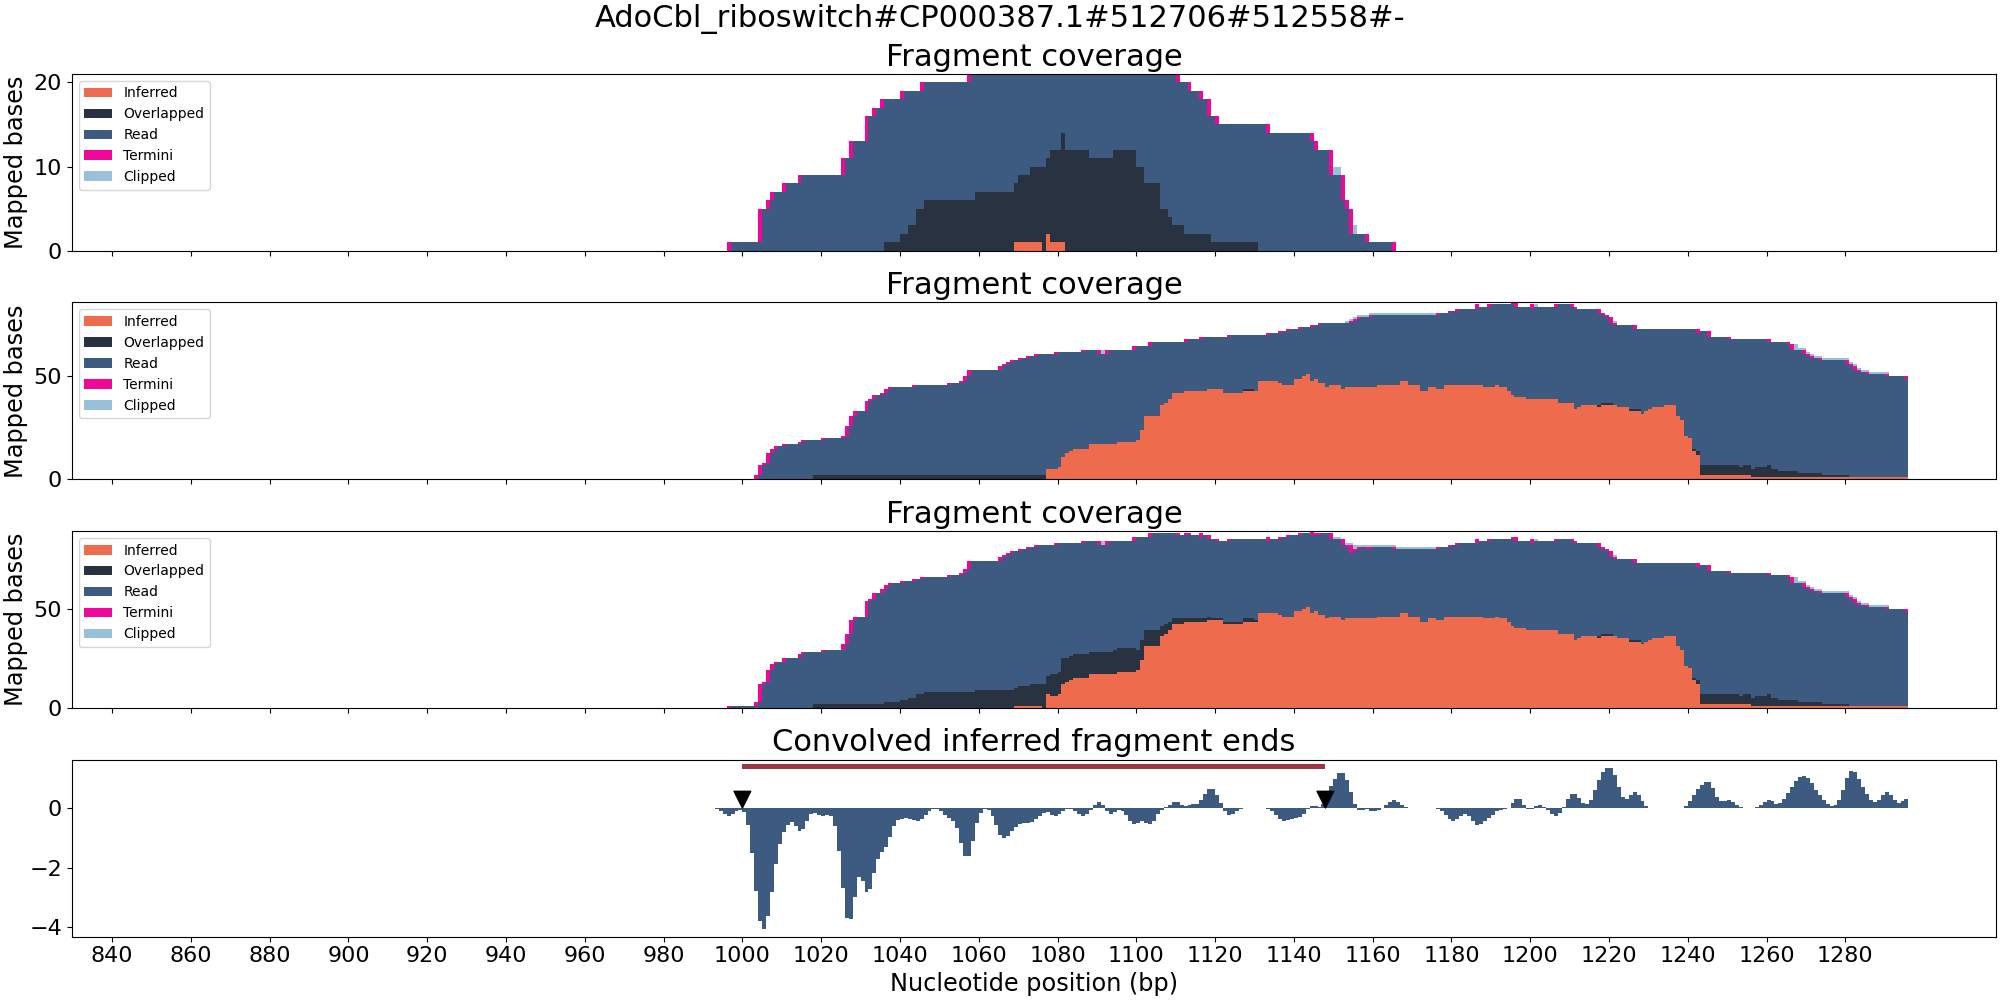 AdoCbl_riboswitch#CP000387.1#512706#512558#-
Fragment coverage
Mapped bases
20
10
0
Inferred
Overlapped
Read
Termini
Clipped
Fragment coverage
Mapped bases
50
0
Inferred
Overlapped
Read
Termini
Clipped
Fragment coverage
Mapped bases
50
0
Inferred
Overlapped
Read
Termini
Clipped
Convolved inferred fragment ends
0
−2
−4
840 860 880 900 920 940 960 980 1000 1020 1040 1060 1080 1100 1120 1140 1160 1180 1200 1220 1240 1260 1280
Nucleotide position (bp)